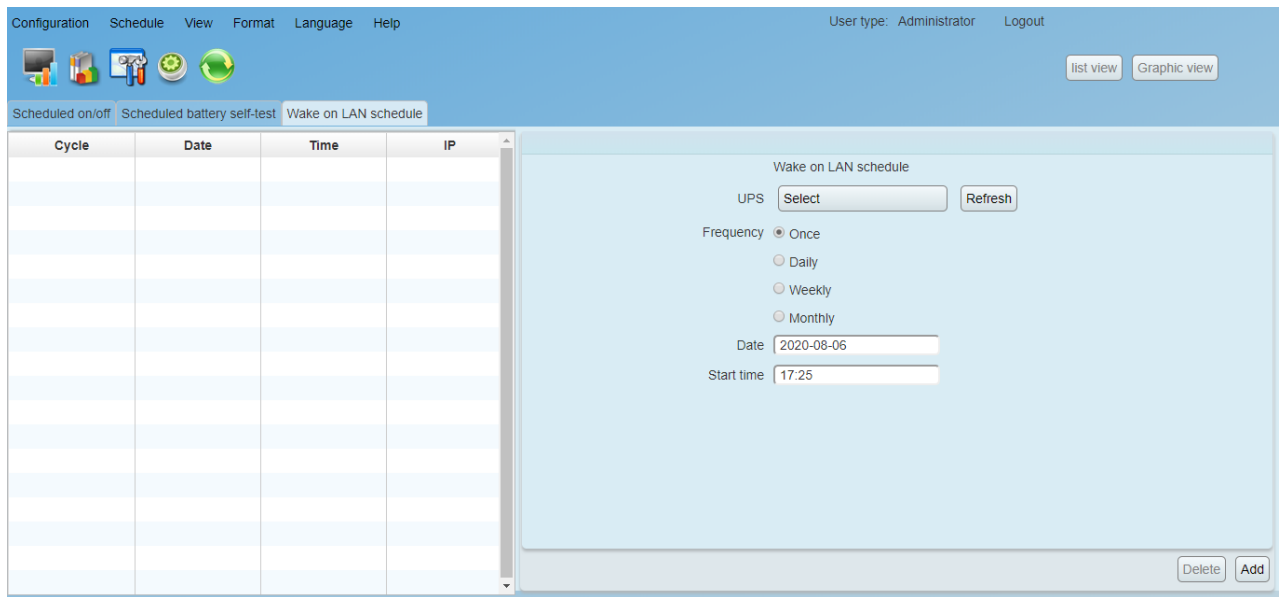 Configuration Schedule View Format Language Help User type: Administrator Logout
list view Graphic view
Scheduled on/off Scheduled battery self-test Wake on LAN schedule
Cycle Date Time IP
Wake on LAN schedule
UPS Select Refresh
Frequency Once
Daily
Weekly
Monthly
Date 2020-08-06
Start time 17:25
Delete Add